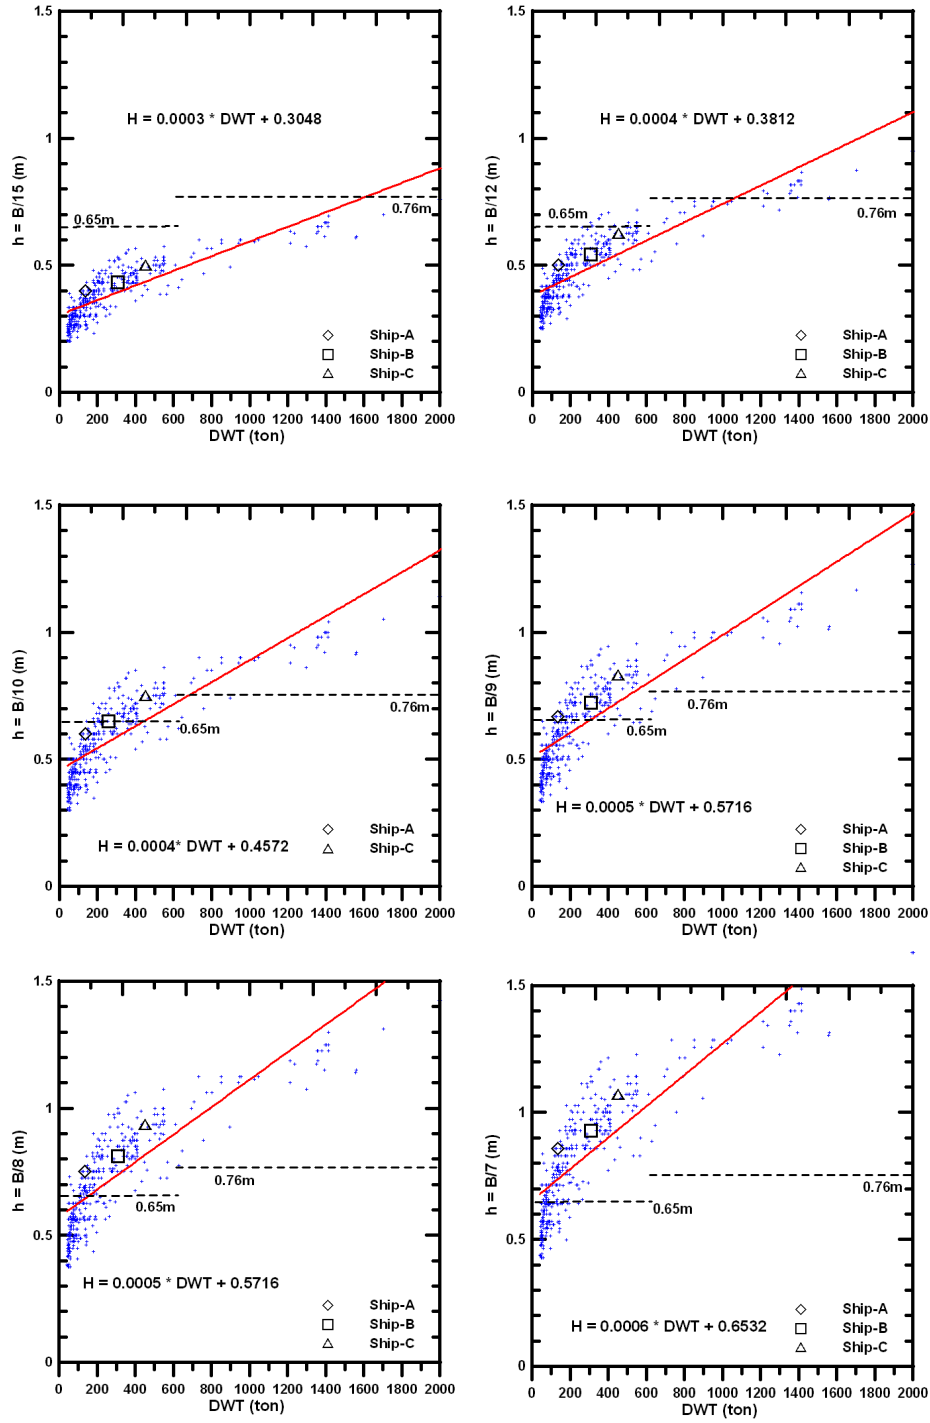 1.5
1
0.5
0
h = B/15 (m)
H = 0.0003 * DWT + 0.3048
0.65m
0.76m
Ship-A
Ship-B
Ship-C
0 200 400 600 800 1000 1200 1400 1600 1800 2000
DWT (ton)
1.5
1
0.5
0
h = B/12 (m)
H = 0.0004 * DWT + 0.3812
0.65m
0.76m
Ship-A
Ship-B
Ship-C
0 200 400 600 800 1000 1200 1400 1600 1800 2000
DWT (ton)
1.5
1
0.5
0
h = B/10 (m)
0.76m
0.65m
H = 0.0004* DWT + 0.4572
Ship-A
Ship-C
0 200 400 600 800 1000 1200 1400 1600 1800 2000
DWT (ton)
1.5
1
0.5
0
h = B/9 (m)
0.76m
0.65m
H = 0.0005 * DWT + 0.5716
Ship-A
Ship-B
Ship-C
0 200 400 600 800 1000 1200 1400 1600 1800 2000
DWT (ton)
1.5
1
0.5
0
h = B/8 (m)
0.76m
0.65m
H = 0.0005 * DWT + 0.5716
Ship-A
Ship-B
Ship-C
0 200 400 600 800 1000 1200 1400 1600 1800 2000
DWT (ton)
1.5
1
0.5
0
h = B/7 (m)
0.76m
0.65m
H = 0.0006 * DWT + 0.6532
Ship-A
Ship-B
Ship-C
0 200 400 600 800 1000 1200 1400 1600 1800 2000
DWT (ton)